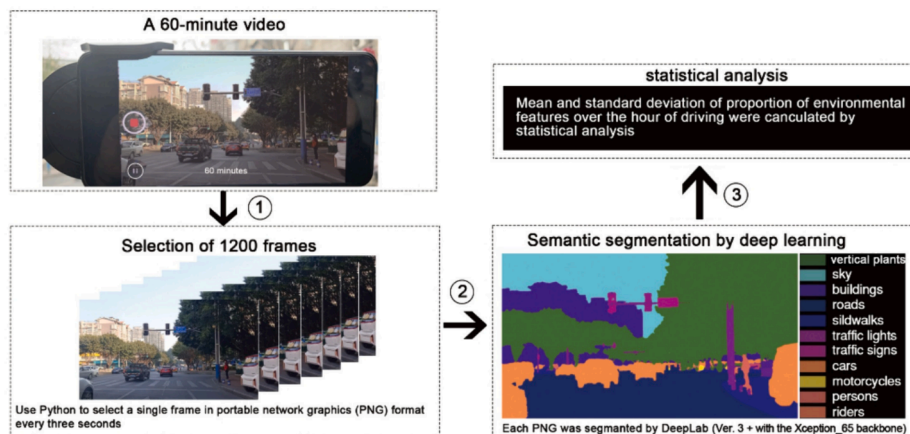 A 60-minute video
60 minutes
1
Selection of 1200 frames
Use Python to select a single frame in portable network graphics (PNG) format
every three seconds
2
Semantic segmentation by deep learning
vertical plants
sky
buildings
roads
sildwalks
traffic lights
traffic signs
cars
motorcycles
persons
riders
Each PNG was segmanted by DeepLab (Ver. 3 + with the Xception_65 backbone)
3
statistical analysis
Mean and standard deviation of proportion of environmental
features over the hour of driving were canculated by
statistical analysis